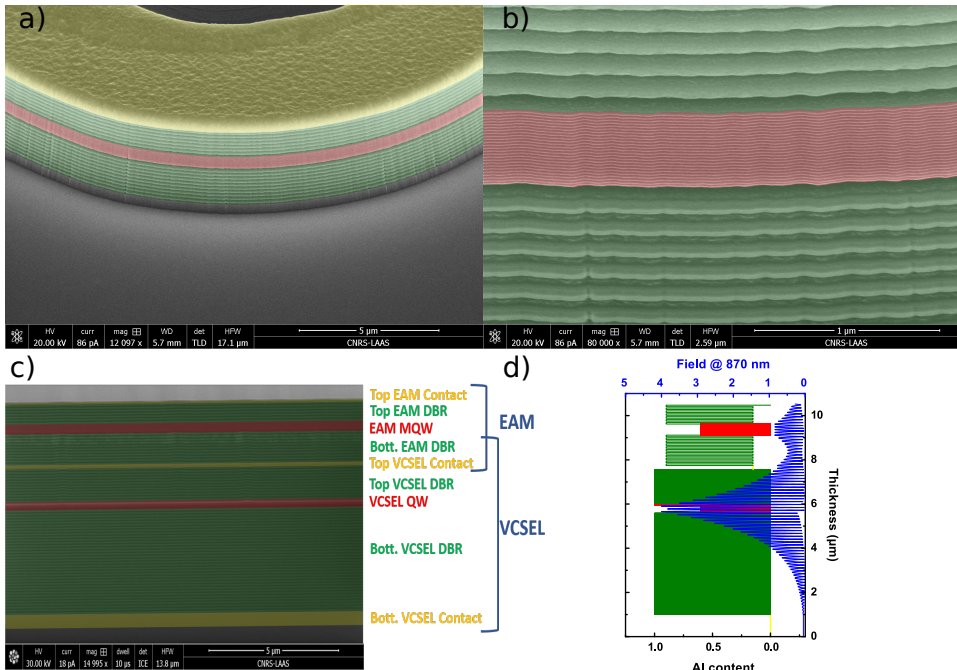 a)
HV curr mag WD det HFW 5 µm
20.00 kV 86 pA 12 097 x 5.7 mm TLD 17.1 µm CNRS-LAAS
b)
HV curr mag WD det HFW 1 µm
20.00 kV 86 pA 80 000 x 5.7 mm TLD 2.59 µm CNRS-LAAS
c)
Top EAM Contact
Top EAM DBR
EAM MQW
Bott. EAM DBR
Top VCSEL Contact
Top VCSEL DBR
VCSEL QW
Bott. VCSEL DBR
Bott. VCSEL Contact
EAM
VCSEL
HV curr mag dwell det HFW 5 µm
30.00 kV 18 pA 14 995 x 10 µs ICE 13.8 µm CNRS-LAAS
d)
Field @ 870 nm
5 4 3 2 1 0
10
8
6
4
2
0
Thickness (µm)
1.0 0.5 0.0
Al content